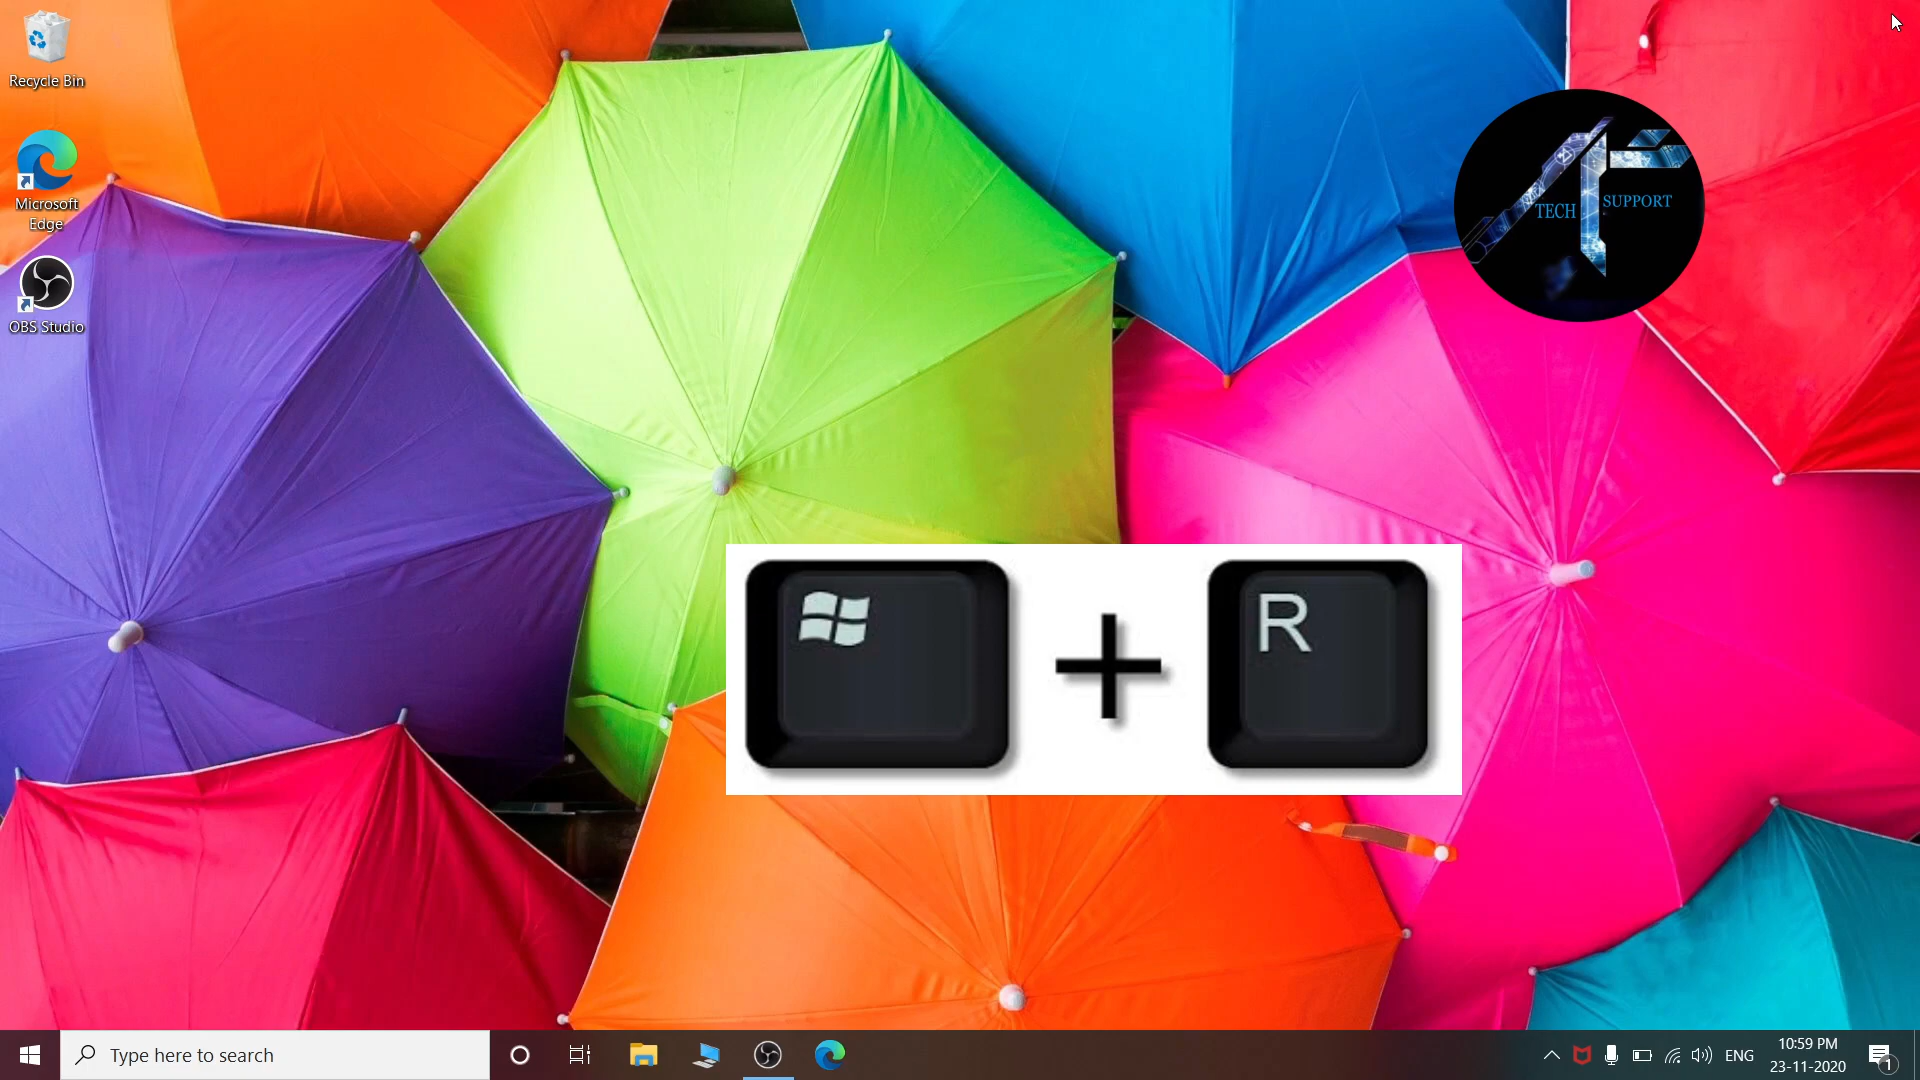 Recycle Bin
Microsoft
Edge
OBS Studio
TECH SUPPORT
R
Type here to search
ENG
10:59 PM
23-11-2020
1